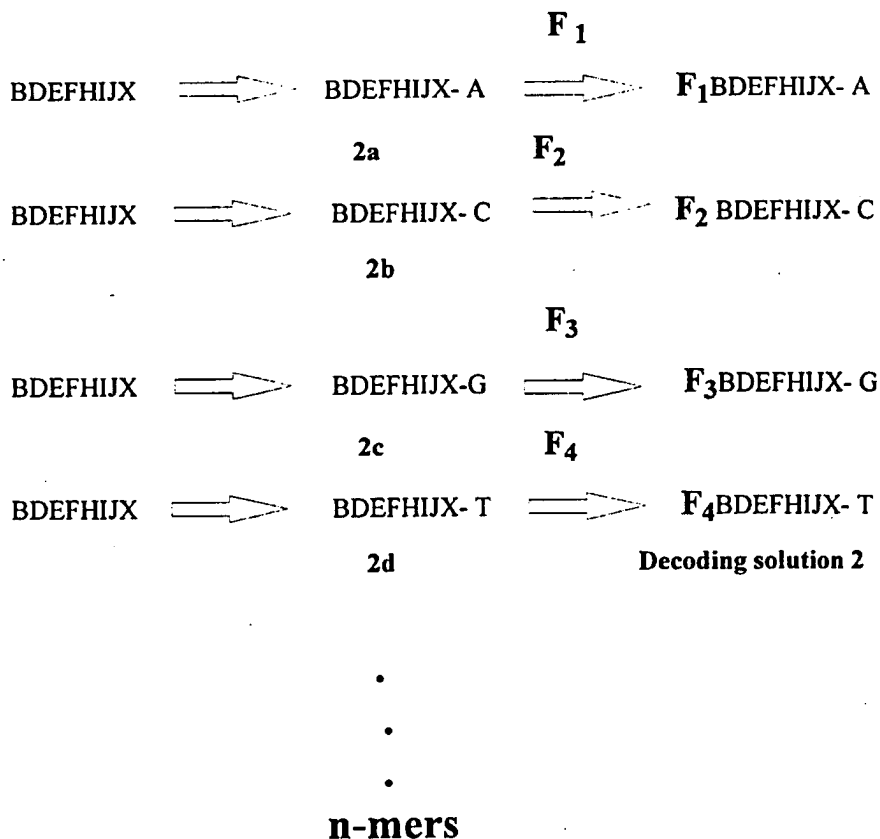 F 1
BDEFHIJX BDEFHIJX- A F1BDEFHIJX- A
2a F2
BDEFHIJX BDEFHIJX- C F2 BDEFHIJX- C
2b
F3
BDEFHIJX BDEFHIJX-G F3BDEFHIJX- G
2c F4
BDEFHIJX BDEFHIJX- T F4BDEFHIJX- T
2d Decoding solution 2
n-mers